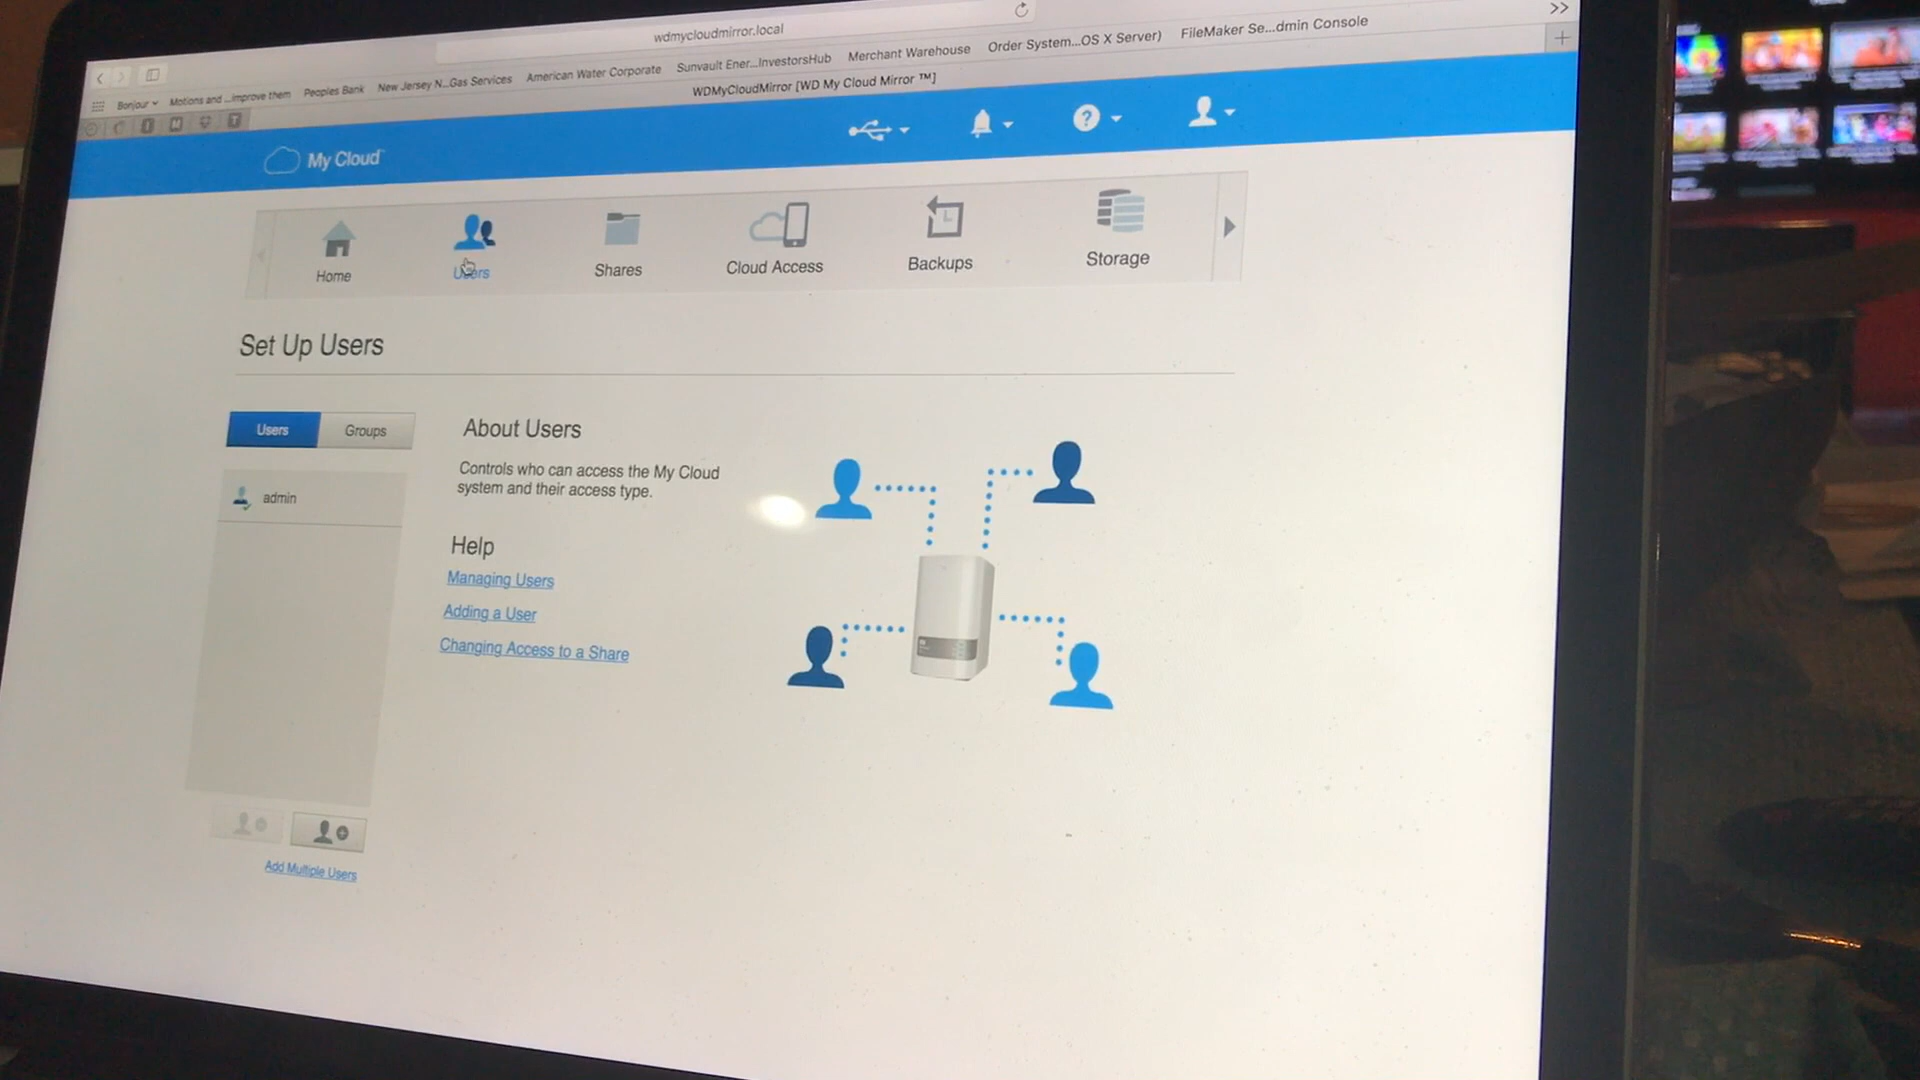 wdmycloudmirror.local
Bonjour
Motions and ...improve them
Peoples Bank
New Jersey N...Gas Services
American Water Corporate
Sunvault Ener...InvestorsHub
Merchant Warehouse
Order System...OS X Server)
FileMaker Se...dmin Console
WDMyCloudMirror [WD My Cloud Mirror ™]
My Cloud
Home
Users
Shares
Cloud Access
Backups
Storage
Set Up Users
Users
Groups
admin
About Users
Controls who can access the My Cloud
system and their access type.
Help
Managing Users
Adding a User
Changing Access to a Share
Add Multiple Users